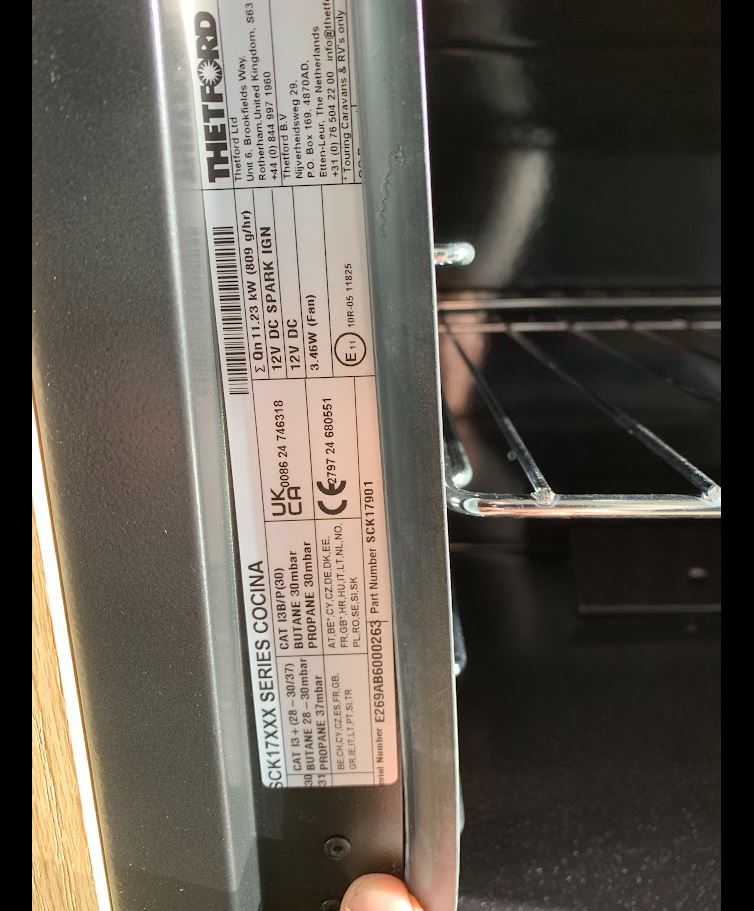 SCK17XXX SERIES COCINA
CAT I3+(28-30/37)
30 BUTANE 28-30mbar
31 PROPANE 37mbar
BE,CH,CY,CZ,ES,FR,GB,
GR,IE,IT,LT,PT,SI,TR
CAT I3B/P(30)
BUTANE 30mbar
PROPANE 30mbar
AT,BE*,CY,CZ,DE,DK,EE,
FR,GB*,HR,HU,IT,LT,NL,NO,
PL,RO,SE,SI,SK
Serial Number E269AB6000263 Part Number SCK17901
UK
CA 0086 24 746318
CE 2797 24 680551
Σ Qn 11.23 kW (809 g/hr)
12V DC SPARK IGN
12V DC
3.46W (Fan)
E11 10R-05 11825
THETFORD
Thetford Ltd
Unit 6, Brookfields Way,
Rotherham,United Kingdom, S63
+44 (0) 844 997 1960
Thetford B.V
Nijverheidsweg 29,
P.O. Box 169, 4870AD,
Etten-Leur, The Netherlands
+31 (0) 76 504 22 00 info@thetf
* Touring Caravans & RV's only